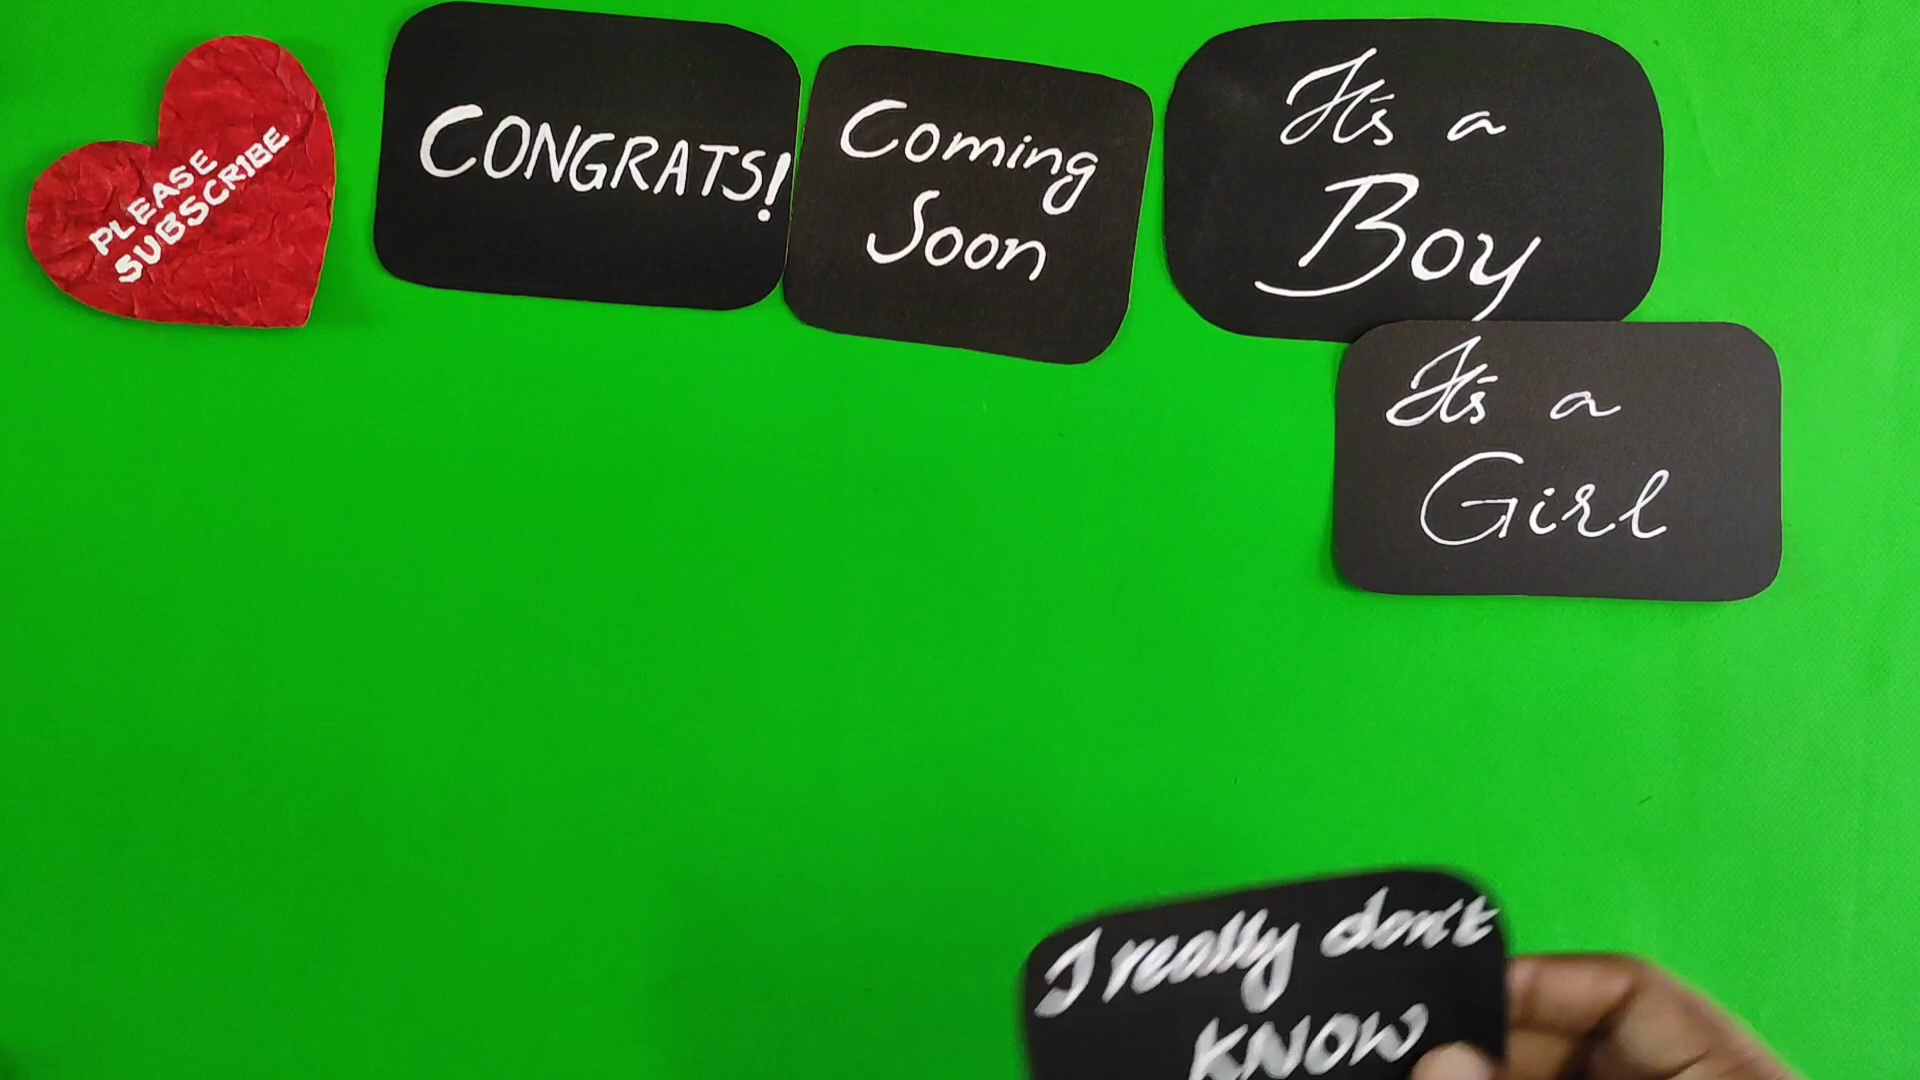 PLEASE
SUBSCRIBE
CONGRATS!
Coming
Soon
It's a
Boy
It's a
Girl
I really don't
KNOW